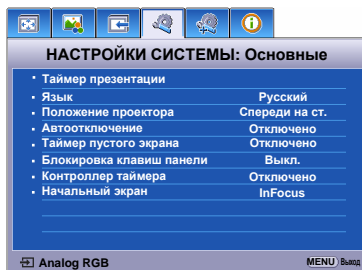 НАСТРОЙКИ СИСТЕМЫ: Основные
Таймер презентации
Язык Русский
Положение проектора Спереди на ст.
Автоотключение Отключено
Таймер пустого экрана Отключено
Блокировка клавиш панели Выкл.
Контроллер таймера Отключено
Начальный экран InFocus
Analog RGB MENU Выход